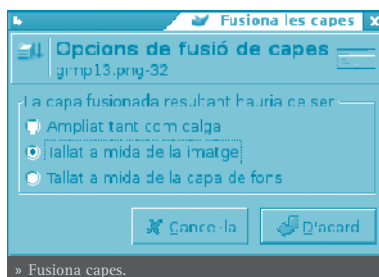 Fusiona les capes
Opcions de fusió de capes
gimp13.png-32
La capa fusionada resultant hauria de ser
Ampliat tant com calga
Tallat a mida de la imatge
Tallat a mida de la capa de fons
Cancel·la
D'acord
» Fusiona capes.